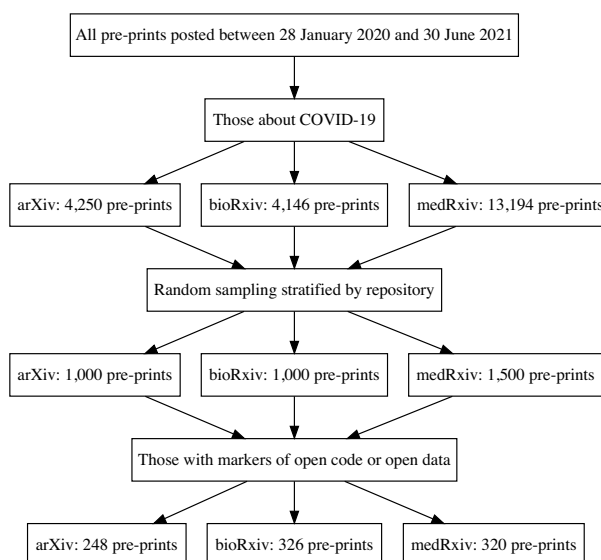 All pre-prints posted between 28 January 2020 and 30 June 2021
Those about COVID-19
arXiv: 4,250 pre-prints
bioRxiv: 4,146 pre-prints
medRxiv: 13,194 pre-prints
Random sampling stratified by repository
arXiv: 1,000 pre-prints
bioRxiv: 1,000 pre-prints
medRxiv: 1,500 pre-prints
Those with markers of open code or open data
arXiv: 248 pre-prints
bioRxiv: 326 pre-prints
medRxiv: 320 pre-prints